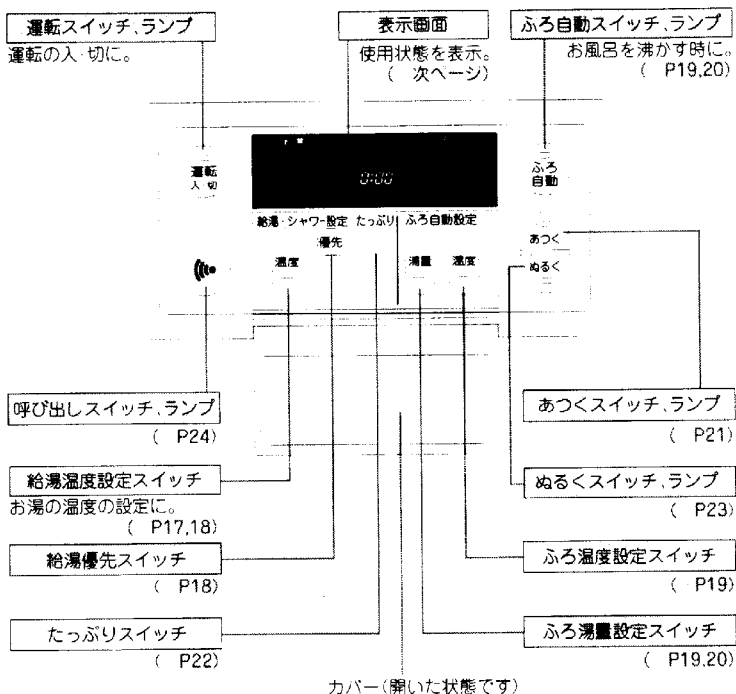 運転スイッチ、ランプ
運転の入・切に。
表示画面
使用状態を表示。
( 次ページ)
ふろ自動スイッチ、ランプ
お風呂を沸かす時に。
( P19,20)
運転
入・切
0:00
ふろ
自動
給湯・シャワー設定 たっぷり ふろ自動設定
優先
温度
湯量 温度
あつく
ぬるく
呼び出しスイッチ、ランプ
( P24)
給湯温度設定スイッチ
お湯の温度の設定に。
( P17,18)
給湯優先スイッチ
( P18)
たっぷりスイッチ
( P22)
あつくスイッチ、ランプ
( P21)
ぬるくスイッチ、ランプ
( P23)
ふろ温度設定スイッチ
( P19)
ふろ湯量設定スイッチ
( P19,20)
カバー(開いた状態です)